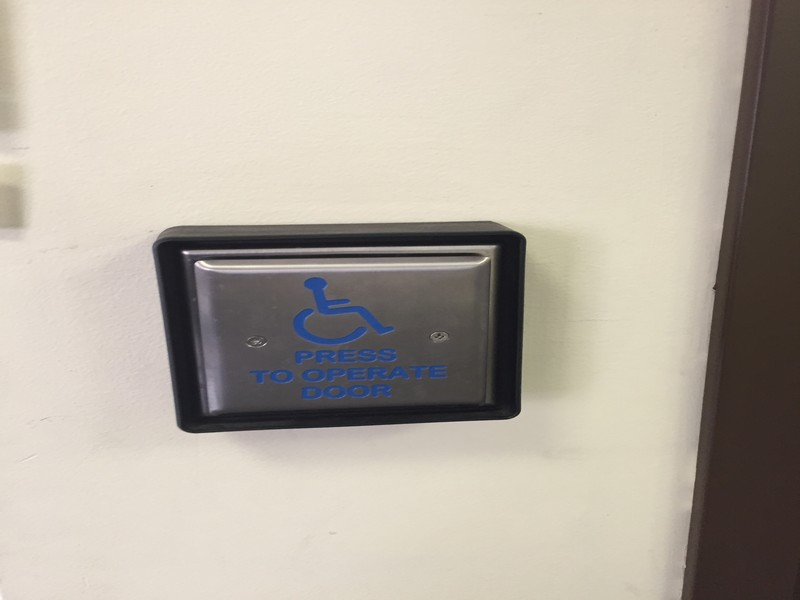 PRESS
TO OPERATE
DOOR